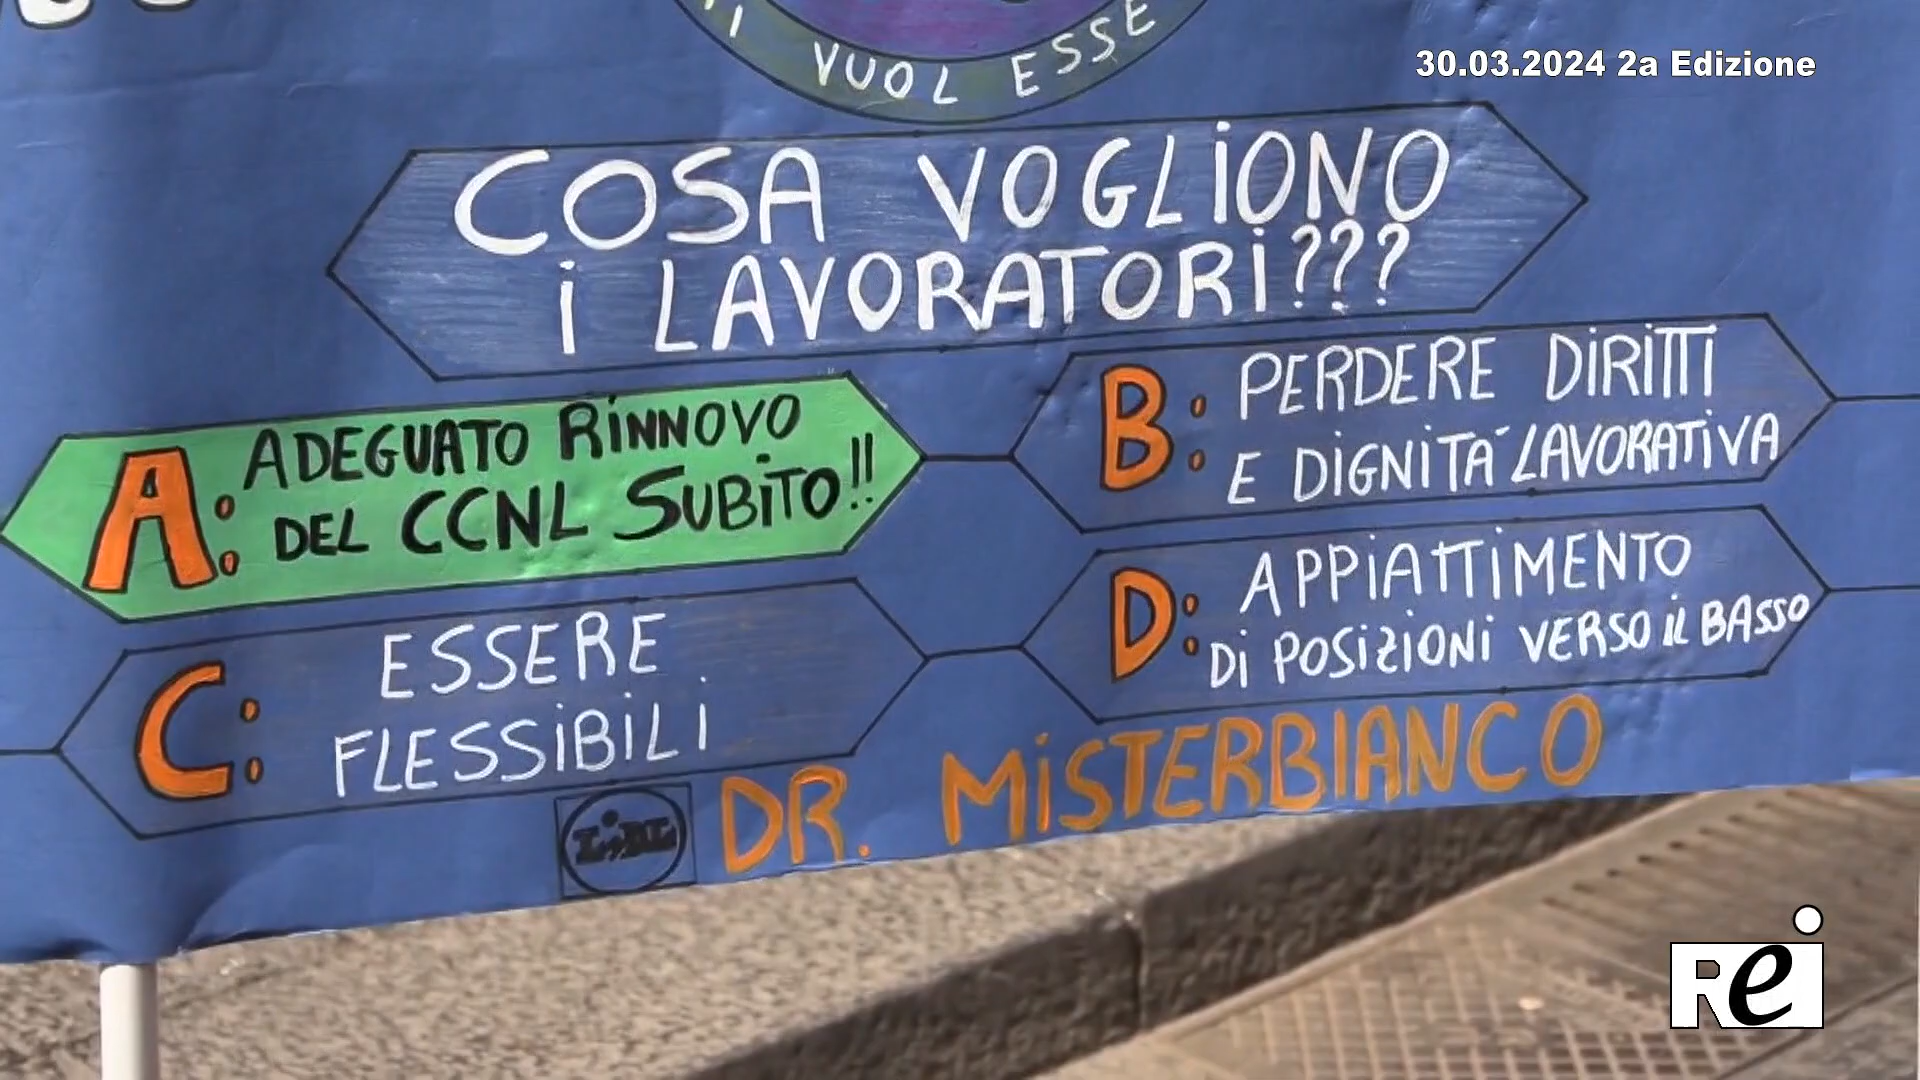 VUOL ESSE
30.03.2024 2a Edizione
COSA VOGLIONO
i LAVORATORI???
A: ADEGUATO RINNOVO
DEL CCNL SUBITO!!
B: PERDERE DIRITTI
E DIGNITÀ LAVORATIVA
C: ESSERE
FLESSIBILI
D: APPIATTIMENTO
DI POSIZIONI VERSO IL BASSO
LiDL
DR. MISTERBIANCO
Rei